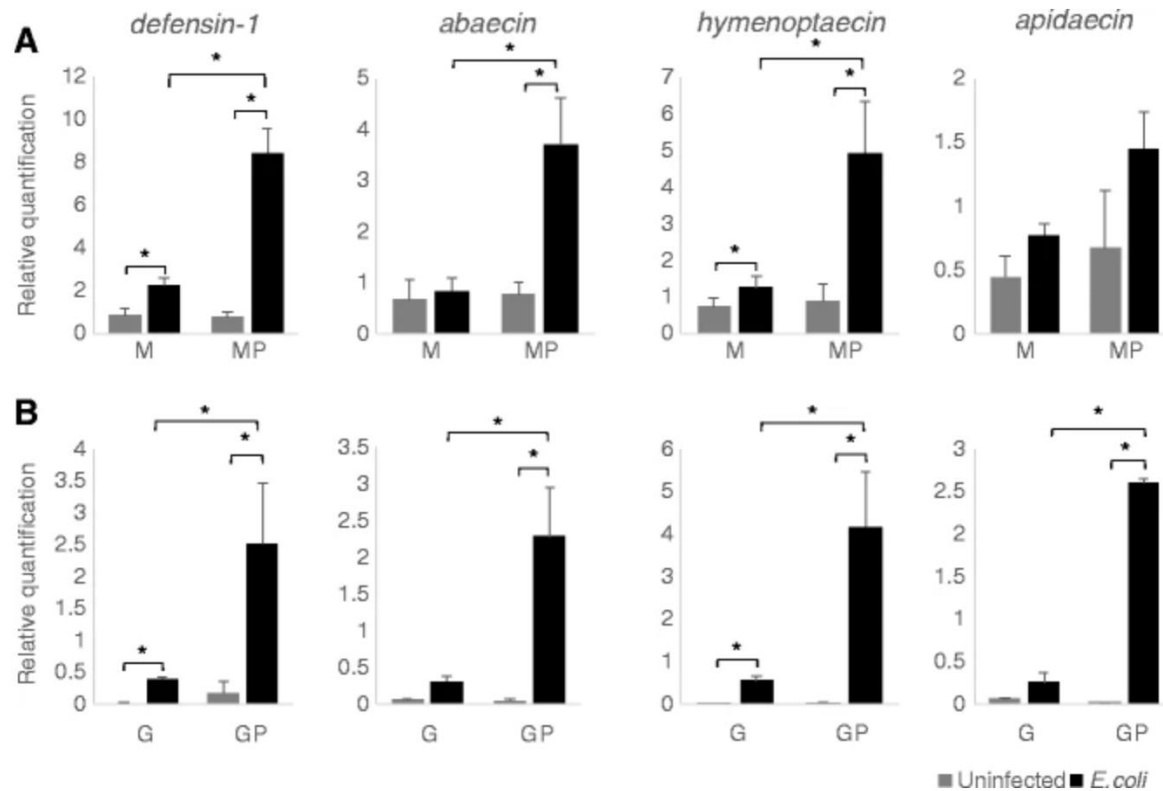 A
defensin-1 abaecin hymenoptaecin apidaecin
* * *
* * *
* *
Relative quantification
12 10 8 6 4 2 0
5 4 3 2 1 0
7 6 5 4 3 2 1 0
2 1.5 1 0.5 0
M MP M MP M MP M MP
B
* * * *
* * * *
* *
Relative quantification
4 3.5 3 2.5 2 1.5 1 0.5 0
3.5 3 2.5 2 1.5 1 0.5 0
6 5 4 3 2 1 0
3 2.5 2 1.5 1 0.5 0
G GP G GP G GP G GP
Uninfected E. coli